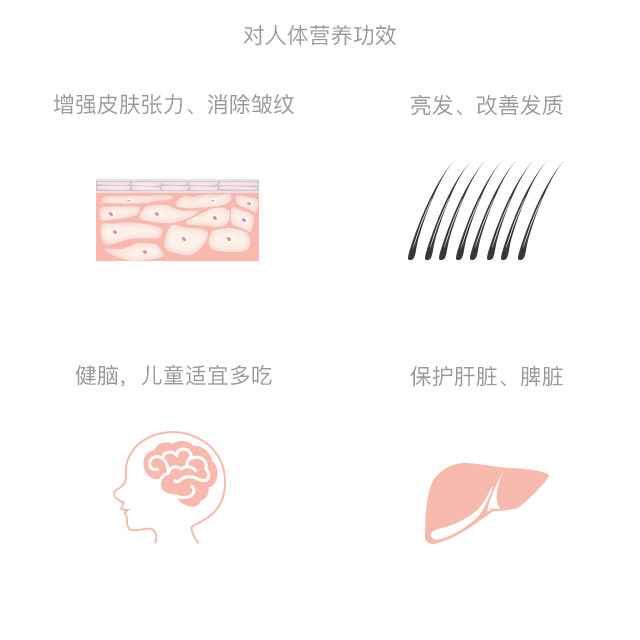 对人体营养功效
增强皮肤张力、消除皱纹
亮发、改善发质
健脑，儿童适宜多吃
保护肝脏、脾脏